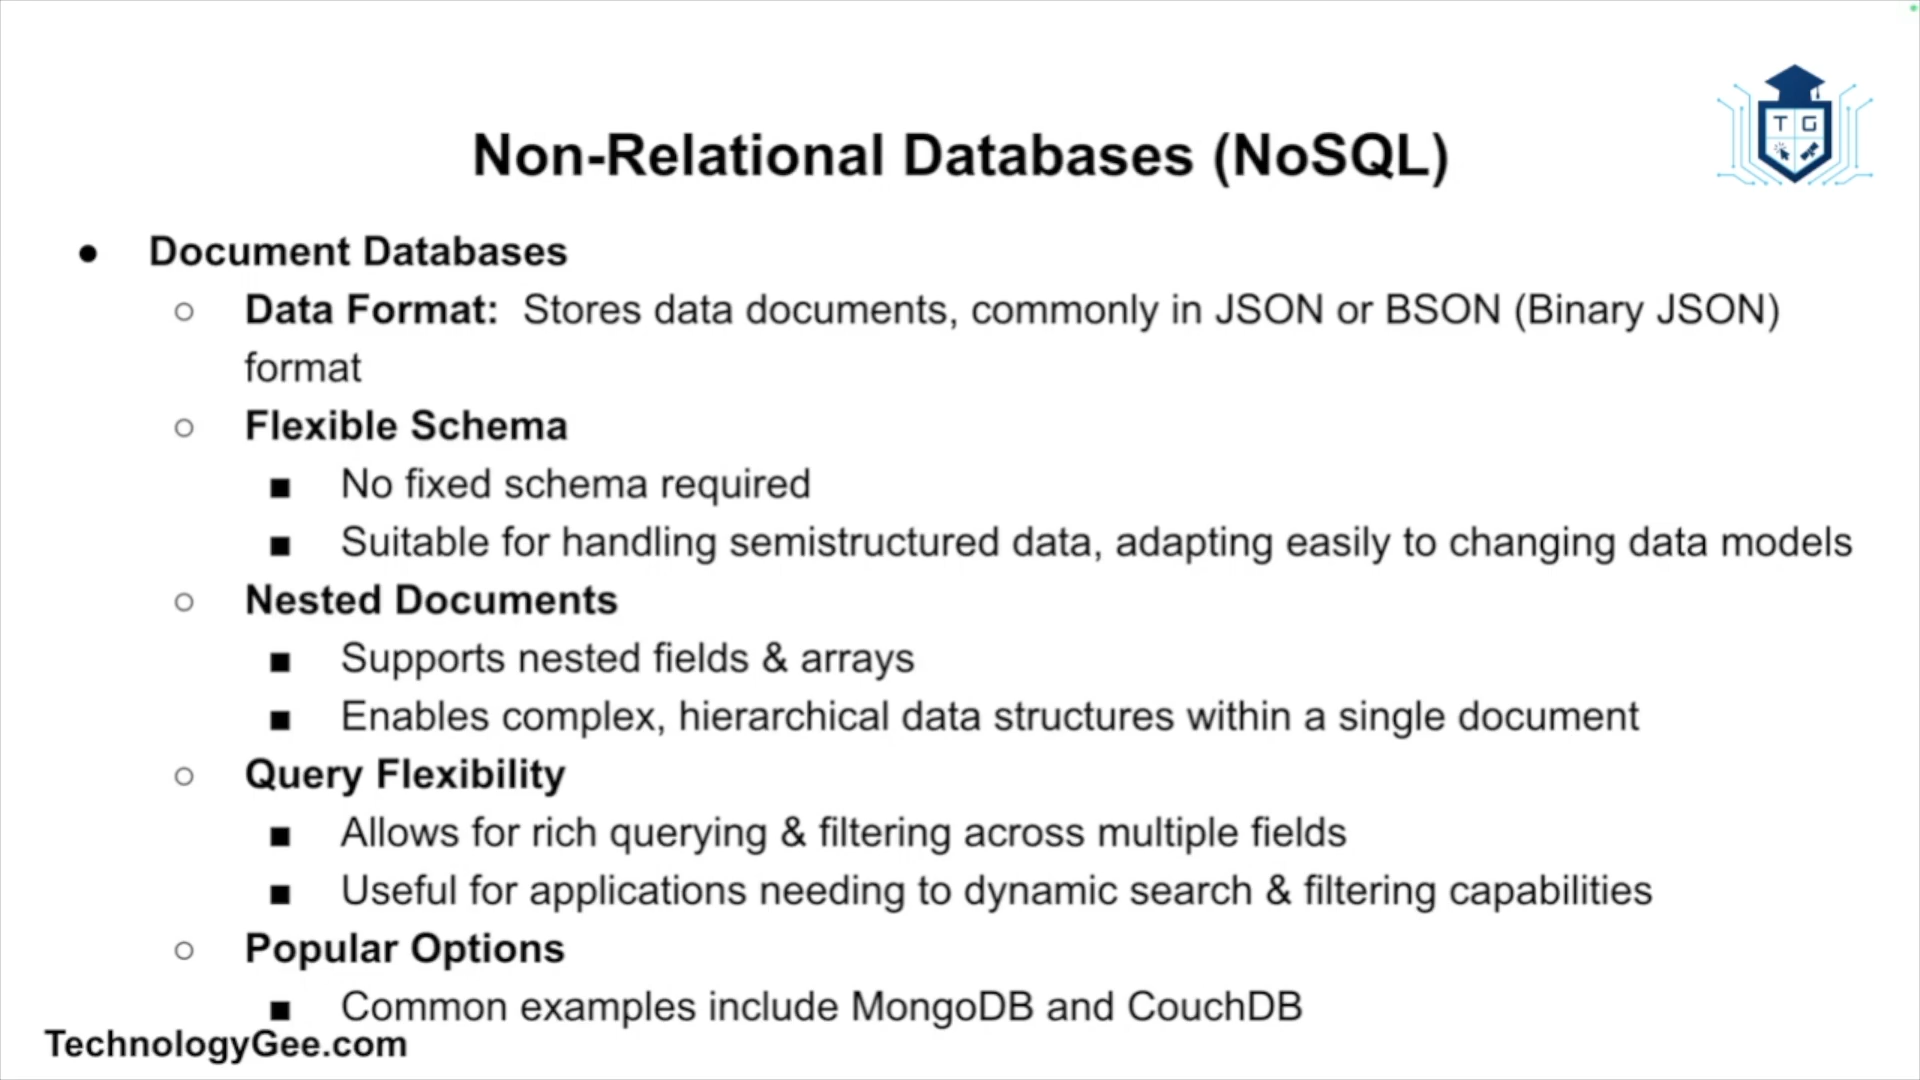 T G
Non-Relational Databases (NoSQL)
● Document Databases
○ Data Format: Stores data documents, commonly in JSON or BSON (Binary JSON)
format
○ Flexible Schema
■ No fixed schema required
■ Suitable for handling semistructured data, adapting easily to changing data models
○ Nested Documents
■ Supports nested fields & arrays
■ Enables complex, hierarchical data structures within a single document
○ Query Flexibility
■ Allows for rich querying & filtering across multiple fields
■ Useful for applications needing to dynamic search & filtering capabilities
○ Popular Options
■ Common examples include MongoDB and CouchDB
TechnologyGee.com